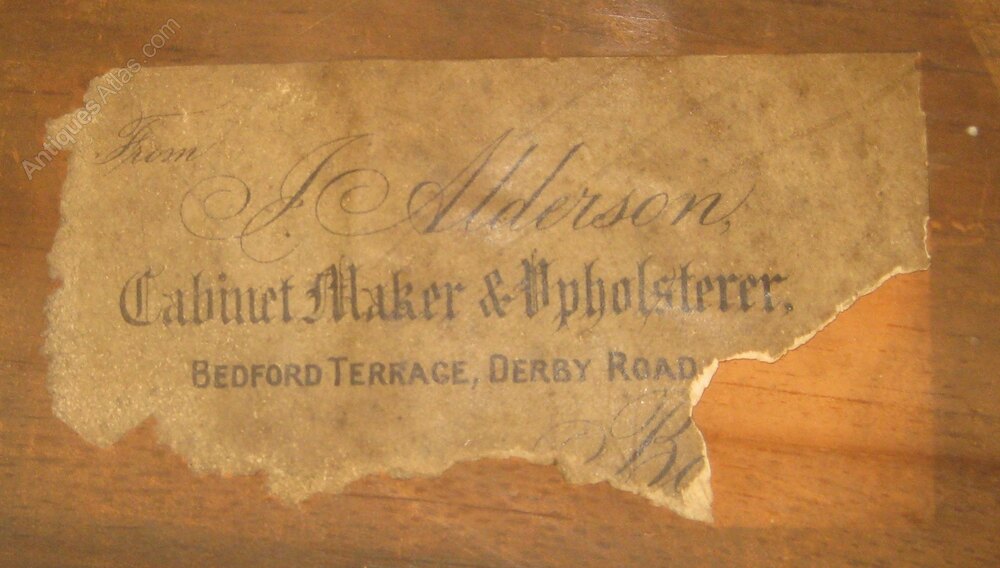 AntiquesAtlas.com
From
J. Alderson,
Cabinet Maker & Upholsterer,
BEDFORD TERRACE, DERBY ROAD